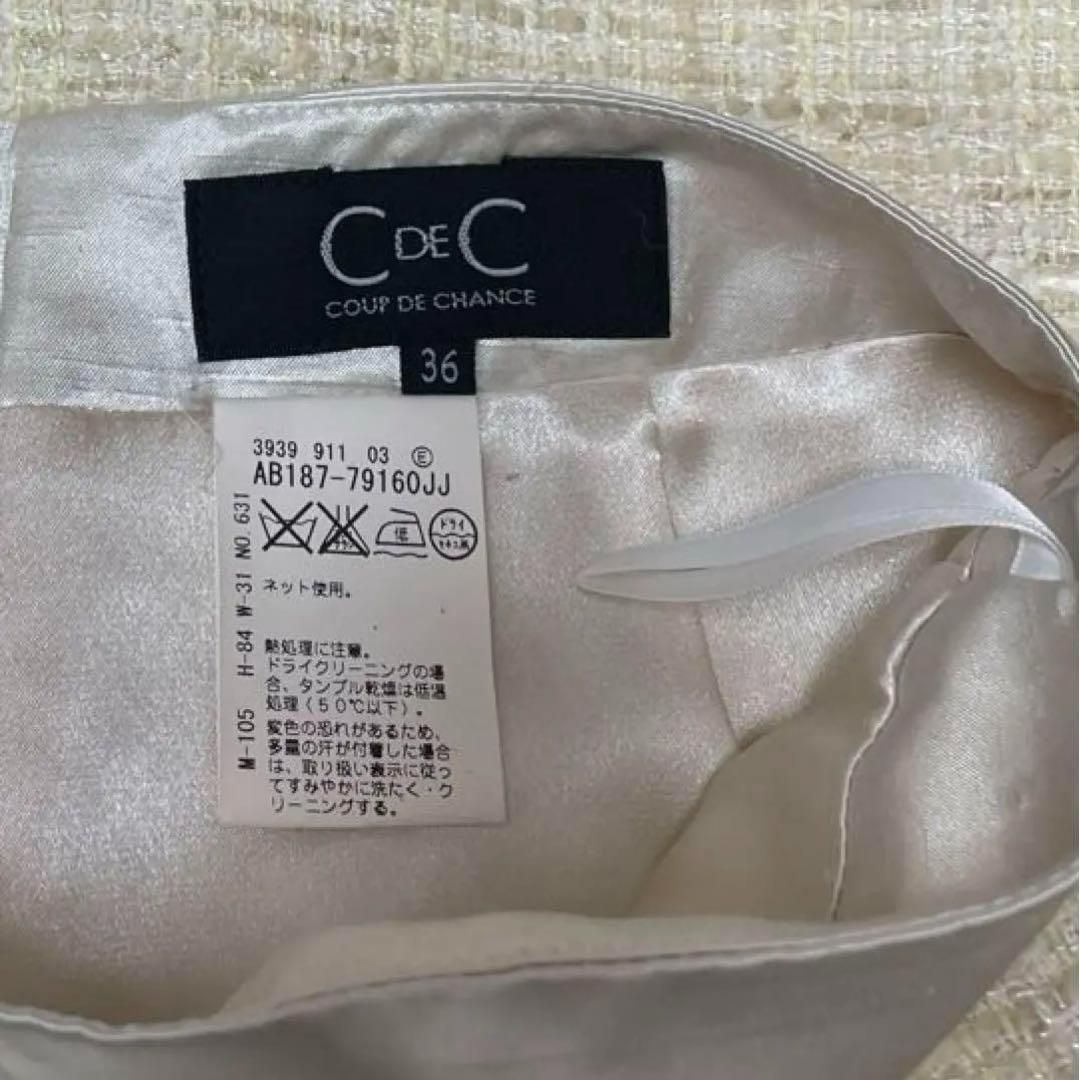 C DE C
COUP DE CHANCE
36
3939 911 03 Ⓔ
AB187-79160JJ
低
ドライ
M-105 H-84 W-31 NO 631
ネット使用。
熱処理に注意。
ドライクリーニングの場
合、タンブル乾燥は低温
処理(50℃以下)。
変色の恐れがあるため、
多量の汗が付着した場合
は、取り扱い表示に従っ
てすみやかに洗たく・ク
リーニングする。